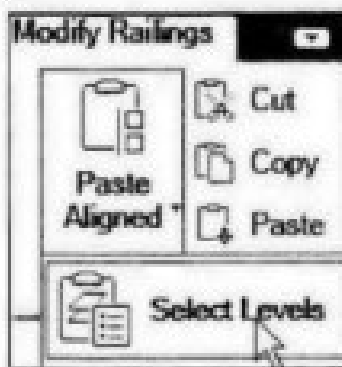 Modify Railings
Cut
Copy
Paste
Aligned
Paste
Select Levels